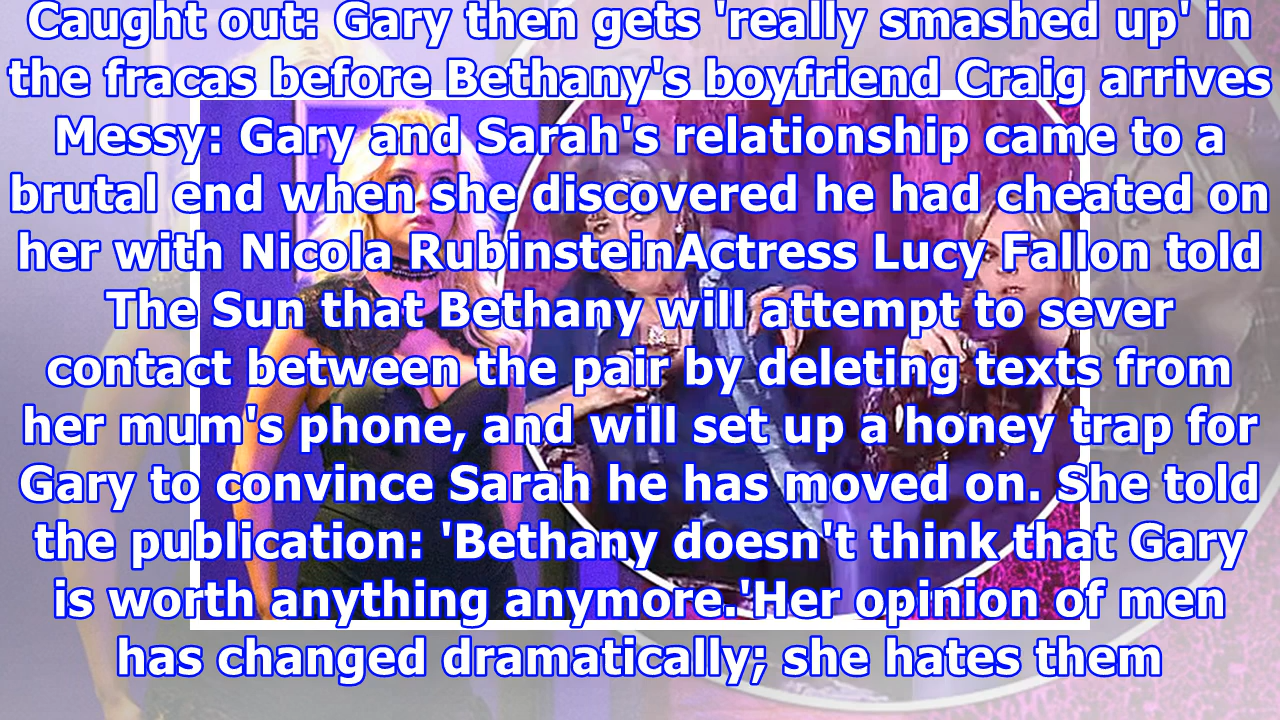 Caught out: Gary then gets 'really smashed up' in
the fracas before Bethany's boyfriend Craig arrives
Messy: Gary and Sarah's relationship came to a
brutal end when she discovered he had cheated on
her with Nicola RubinsteinActress Lucy Fallon told
The Sun that Bethany will attempt to sever
contact between the pair by deleting texts from
her mum's phone, and will set up a honey trap for
Gary to convince Sarah he has moved on. She told
the publication: 'Bethany doesn't think that Gary
is worth anything anymore.'Her opinion of men
has changed dramatically; she hates them